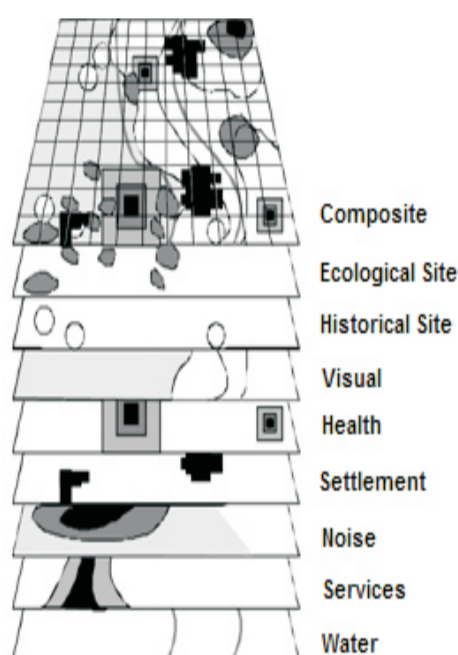 Composite
Ecological Site
Historical Site
Visual
Health
Settlement
Noise
Services
Water